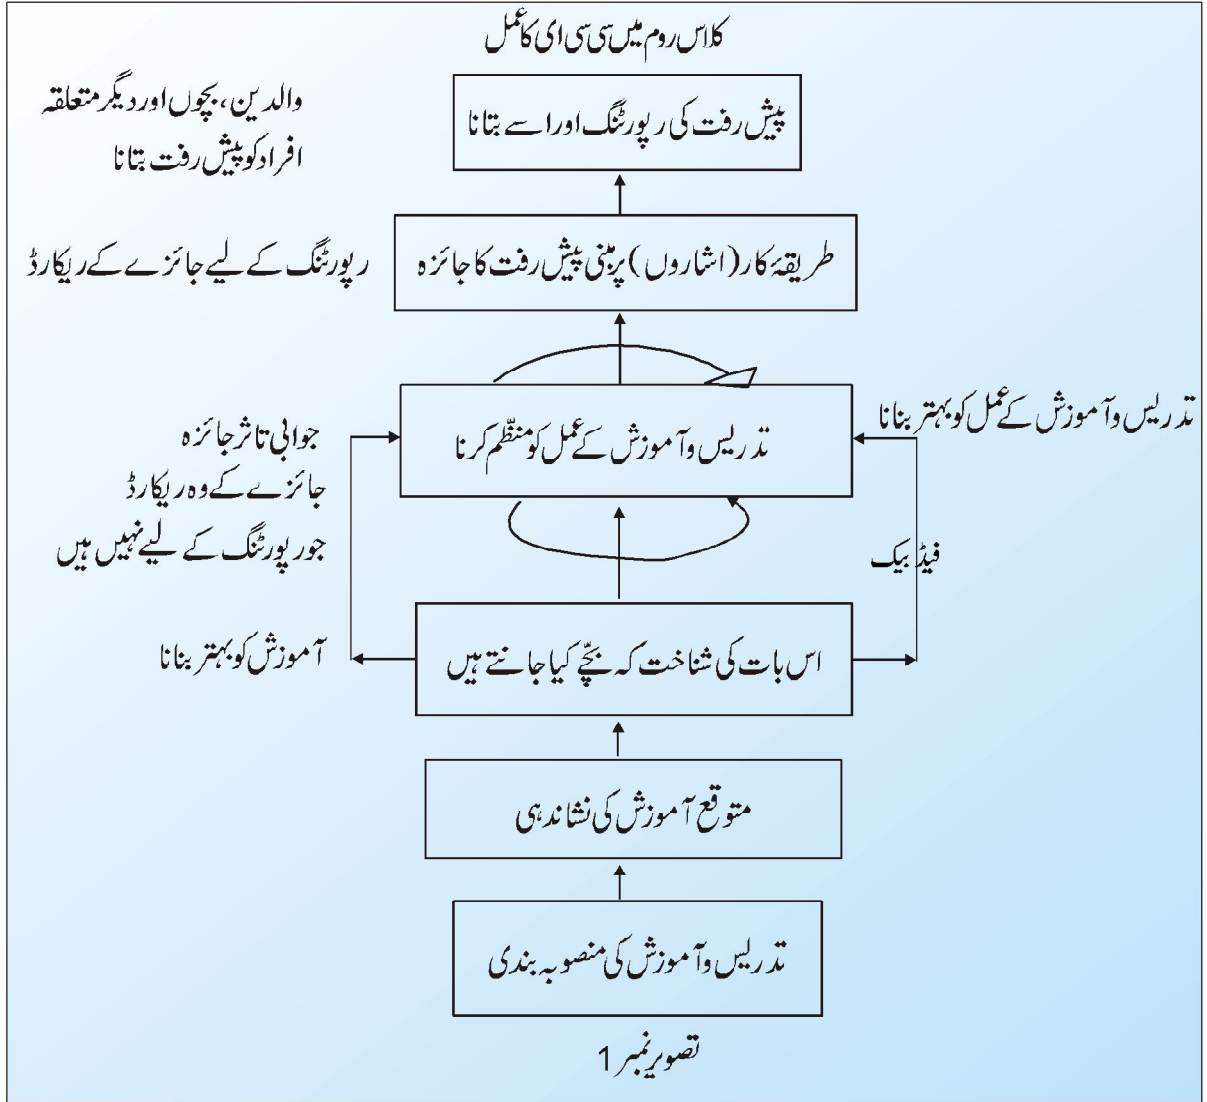 کلاس روم میں سی سی ای کا عمل
پیش رفت کی رپورٹنگ اور اسے بتانا
والدین، بچوں اور دیگر متعلقہ
افراد کو پیش رفت بتانا
طریقۂ کار (اشاروں) پر مبنی پیش رفت کا جائزہ
رپورٹنگ کے لیے جائزے کے ریکارڈ
تدریس و آموزش کے عمل کو بہتر بنانا
تدریس و آموزش کے عمل کو منظّم کرنا
جوابی تاثر جائزہ
جائزے کے وہ ریکارڈ
جو رپورٹنگ کے لیے نہیں ہیں
فیڈ بیک
اس بات کی شناخت کہ بچّے کیا جانتے ہیں
آموزش کو بہتر بنانا
متوقع آموزش کی نشاندہی
تدریس و آموزش کی منصوبہ بندی
تصویر نمبر 1